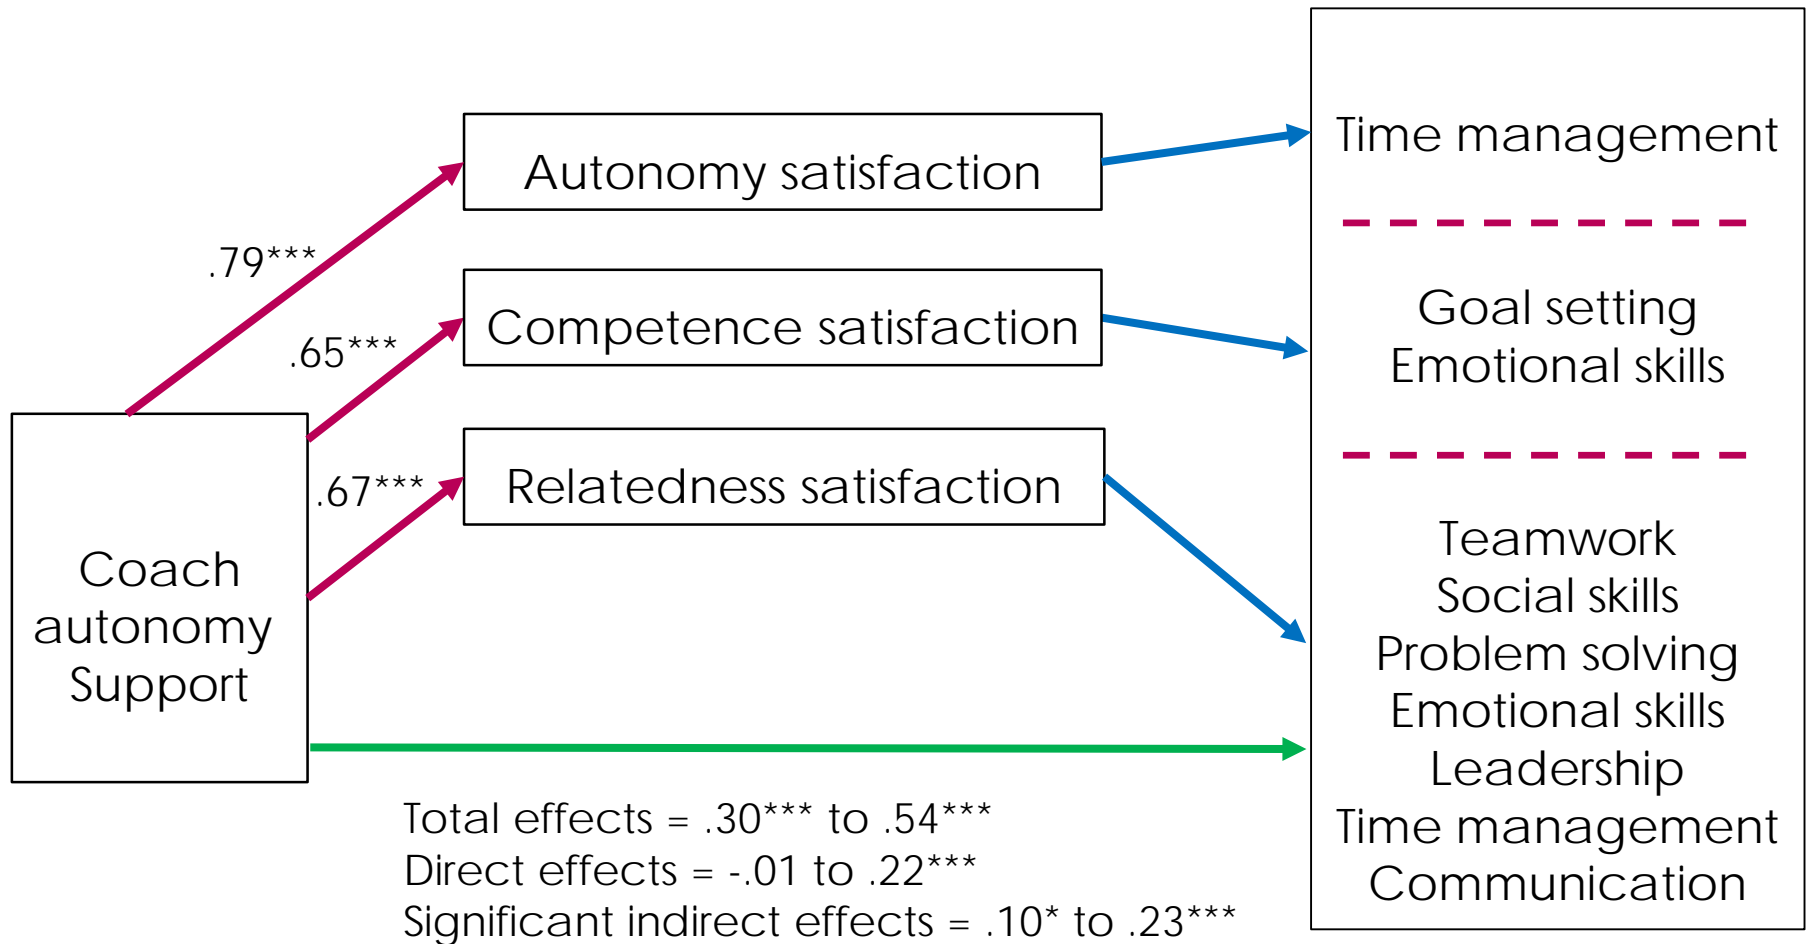 Time management
Autonomy satisfaction
.79***
Goal setting
Competence satisfaction
.65***
Emotional skills
Relatedness satisfaction
.67***
Coach
autonomy
Support
Teamwork
Social skills
Problem solving
Emotional skills
Leadership
Time management
Communication
Total effects = .30*** to .54***
Direct effects = -.01 to .22***
Significant indirect effects = .10* to .23***